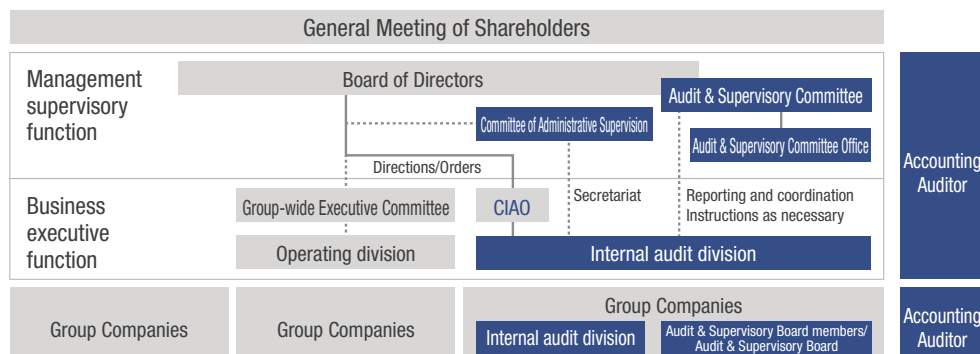 General Meeting of Shareholders
Management
supervisory
function
Board of Directors
Audit & Supervisory Committee
Committee of Administrative Supervision
Audit & Supervisory Committee Office
Accounting
Auditor
Directions/Orders
Business
executive
function
Group-wide Executive Committee
CIAO
Secretariat
Reporting and coordination
Instructions as necessary
Operating division
Internal audit division
Group Companies
Group Companies
Group Companies
Internal audit division
Audit & Supervisory Board members/
Audit & Supervisory Board
Accounting
Auditor